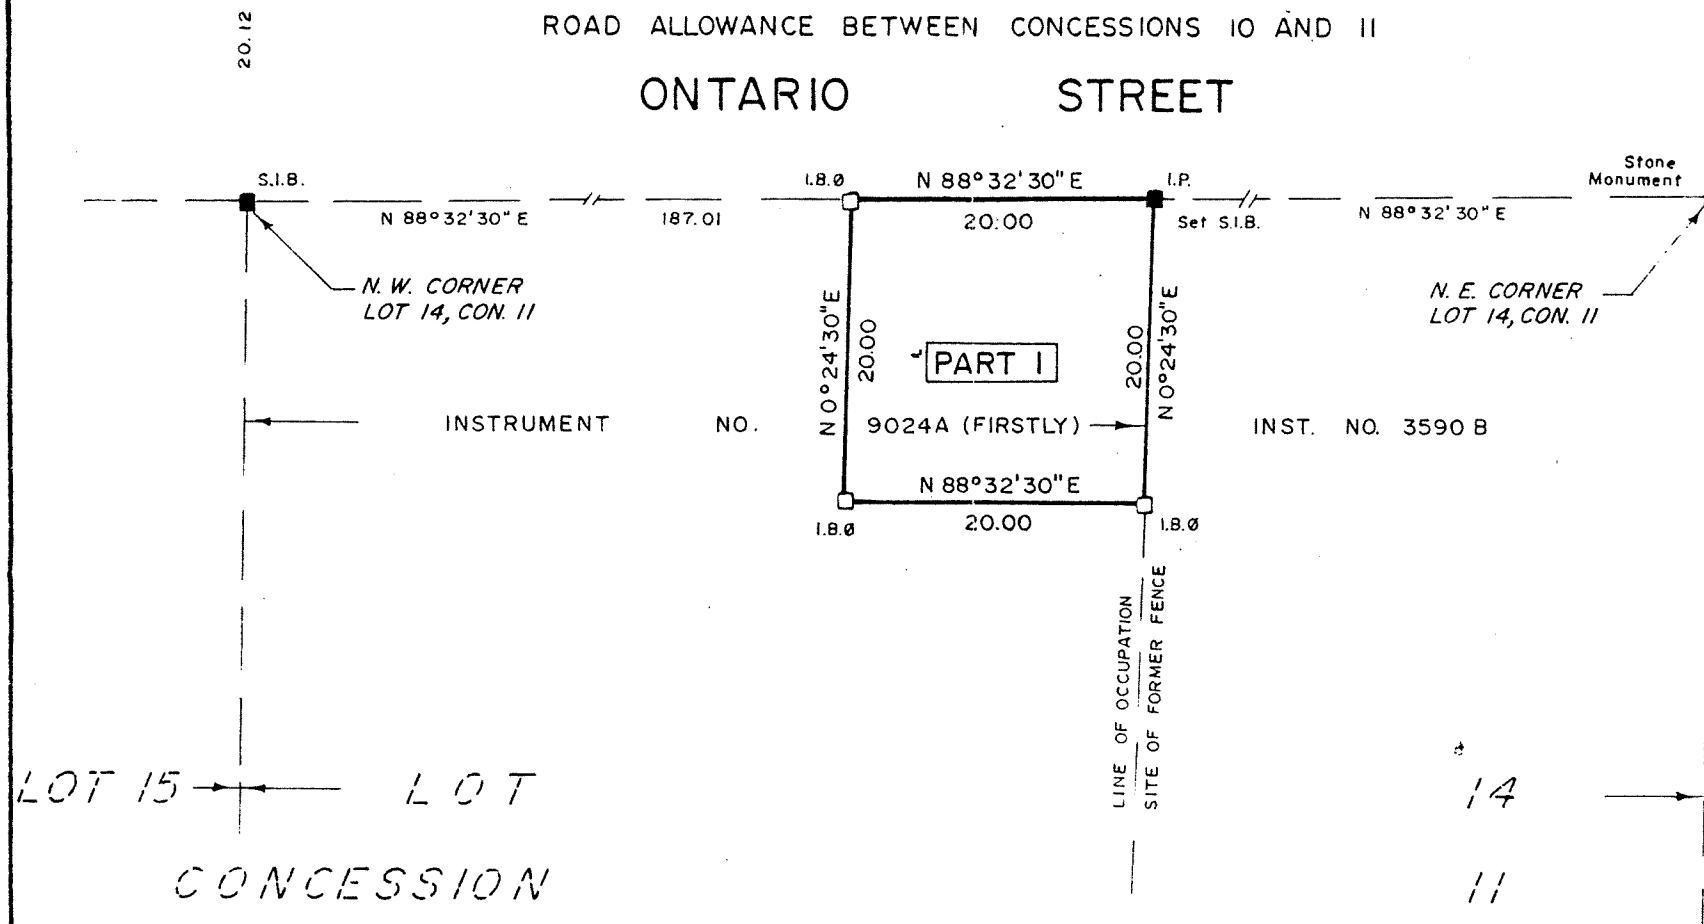 20.12
ROAD ALLOWANCE BETWEEN CONCESSIONS 10 AND 11
ONTARIO STREET
S.I.B.
N 88°32'30" E
187.01
I.B.Ø
N 88°32'30" E
20.00
I.P.
Set S.I.B.
N 88°32'30" E
Stone
Monument
N. W. CORNER
LOT 14, CON. 11
N. E. CORNER
LOT 14, CON. 11
N 0°24'30" E
20.00
PART 1
20.00
N 0°24'30" E
INSTRUMENT NO. 9024A (FIRSTLY)
INST. NO. 3590 B
N 88°32'30" E
20.00
I.B.Ø
I.B.Ø
LINE OF OCCUPATION
SITE OF FORMER FENCE
LOT 15
LOT 14
CONCESSION 11